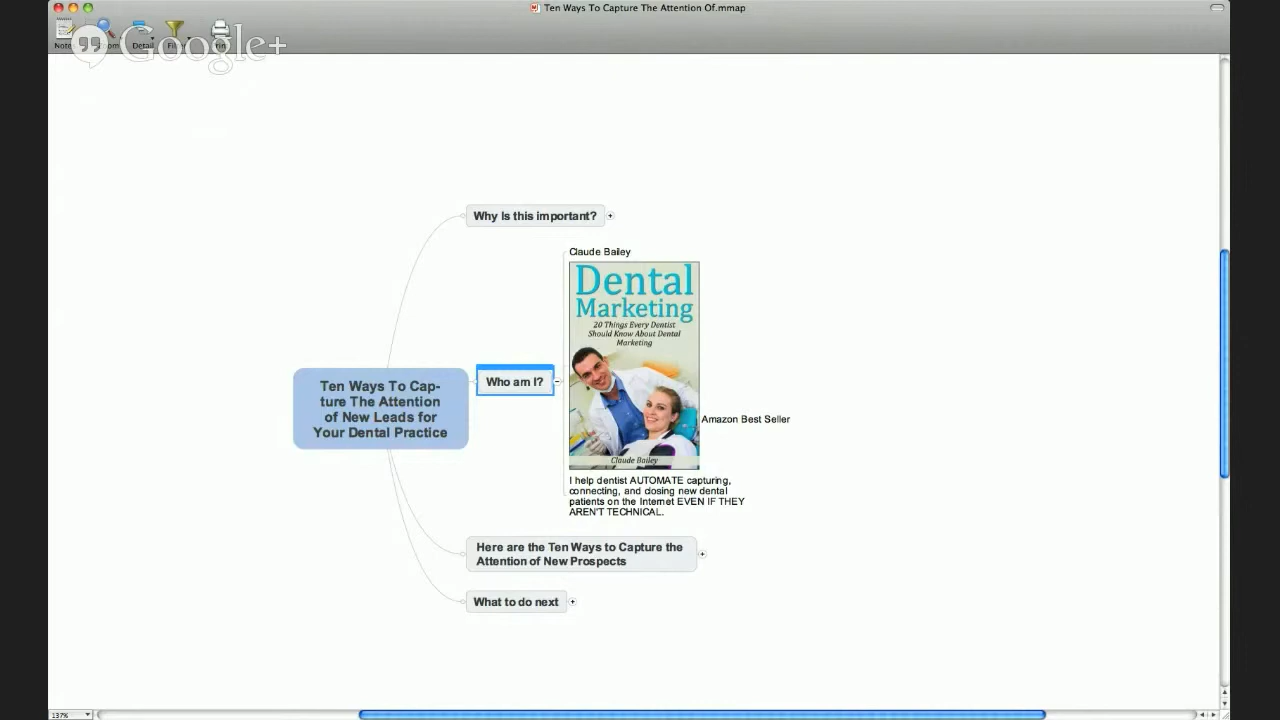 Ten Ways To Capture The Attention Of.mmap
Google+
Why Is this important?
Claude Bailey
Dental
Marketing
20 Things Every Dentist
Should Know About Dental
Marketing
Claude Bailey
Who am I?
Ten Ways To Cap-
ture The Attention
of New Leads for
Your Dental Practice
Amazon Best Seller
I help dentist AUTOMATE capturing,
connecting, and closing new dental
patients on the Internet EVEN IF THEY
AREN'T TECHNICAL.
Here are the Ten Ways to Capture the
Attention of New Prospects
What to do next
137%